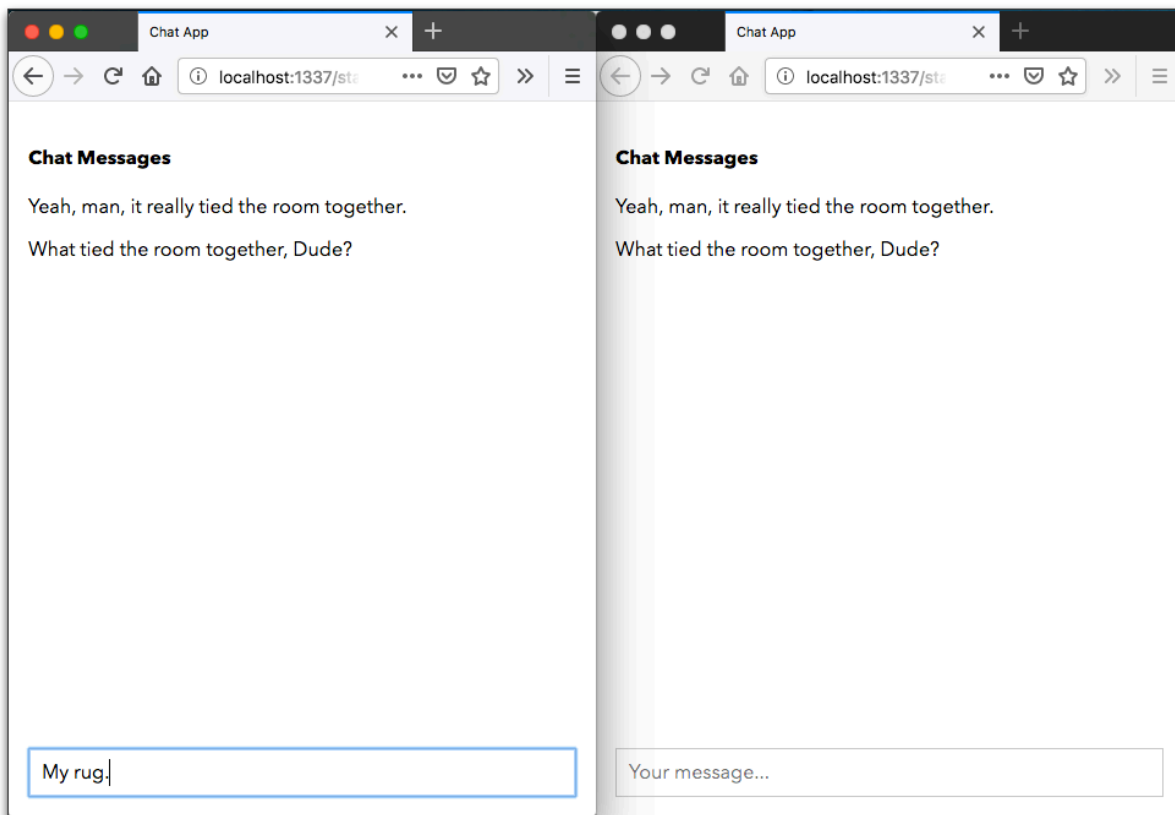 Chat App
localhost:1337/sta
Chat Messages
Yeah, man, it really tied the room together.
What tied the room together, Dude?
My rug.
Chat App
localhost:1337/sta
Chat Messages
Yeah, man, it really tied the room together.
What tied the room together, Dude?
Your message...